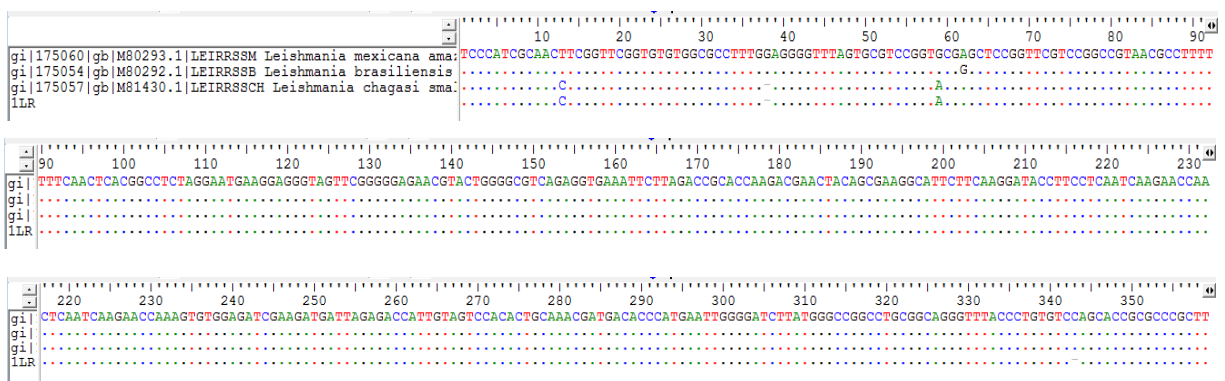 10 20 30 40 50 60 70 80 90
gi|175060|gb|M80293.1|LEIRRSSM Leishmania mexicana ama: TCCCATCGCAACTTCGGTTCGGTGTGTGGCGCCTTTGGAGGGGTTTAGTGCGTCCGGTGCGAGCTCCGGTTCGTCCGGCCGTAACGCCTTTT
gi|175054|gb|M80292.1|LEIRRSSB Leishmania brasiliensis .............................................................G..............................
gi|175057|gb|M81430.1|LEIRRSSCH Leishmania chagasi sma: ............C........................-....................A.................................
1LR ............C........................-....................A.................................
90 100 110 120 130 140 150 160 170 180 190 200 210 220 230
gi| TTTCAACTCACGGCCTCTAGGAATGAAGGAGGGTAGTTCGGGGGAGAACGTACTGGGGCGTCAGAGGTGAAATTCTTAGACCGCACCAAGACGAACTACAGCGAAGGCATTCTTCAAGGATACCTTCCTCAATCAAGAACCAA
gi|
gi|
1LR
220 230 240 250 260 270 280 290 300 310 320 330 340 350
gi| CTCAATCAAGAACCAAAGTGTGGAGATCGAAGATGATTAGAGACCATTGTAGTCCACACTGCAAACGATGACACCCATGAATTGGGGATCTTATGGGCCGGCCTGCGGCAGGGTTTACCCTGTGTCCAGCACCGCGCCCGCTT
gi|
gi|
1LR -